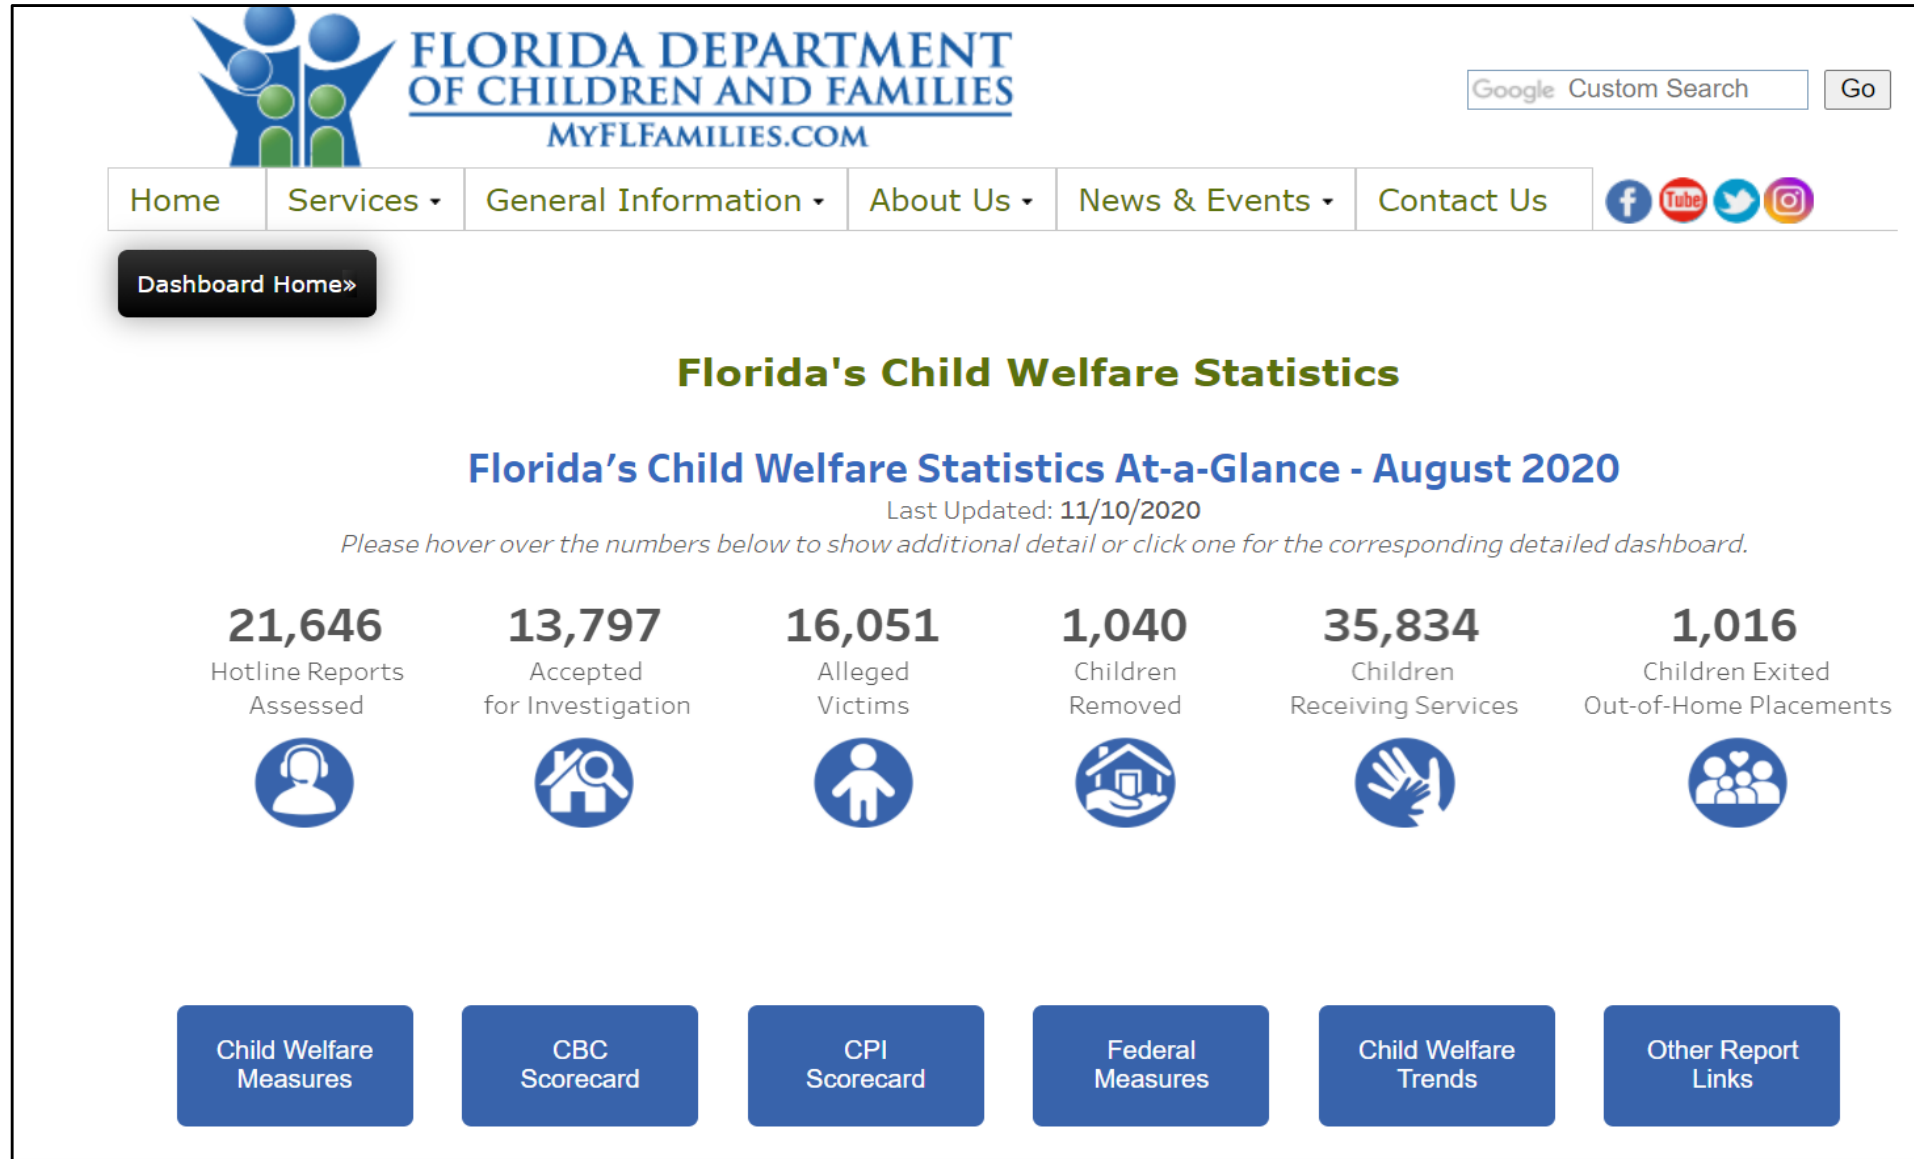 FLORIDA DEPARTMENT
OF CHILDREN AND FAMILIES
MYFLFAMILIES.COM
Google Custom Search Go
Home Services General Information About Us News & Events Contact Us f Tube
Dashboard Home»
Florida's Child Welfare Statistics
Florida’s Child Welfare Statistics At-a-Glance - August 2020
Last Updated: 11/10/2020
Please hover over the numbers below to show additional detail or click one for the corresponding detailed dashboard.
21,646 13,797 16,051 1,040 35,834 1,016
Hotline Reports Accepted Alleged Children Children Children Exited
Assessed for Investigation Victims Removed Receiving Services Out-of-Home Placements
Child Welfare CBC CPI Federal Child Welfare Other Report
Measures Scorecard Scorecard Measures Trends Links